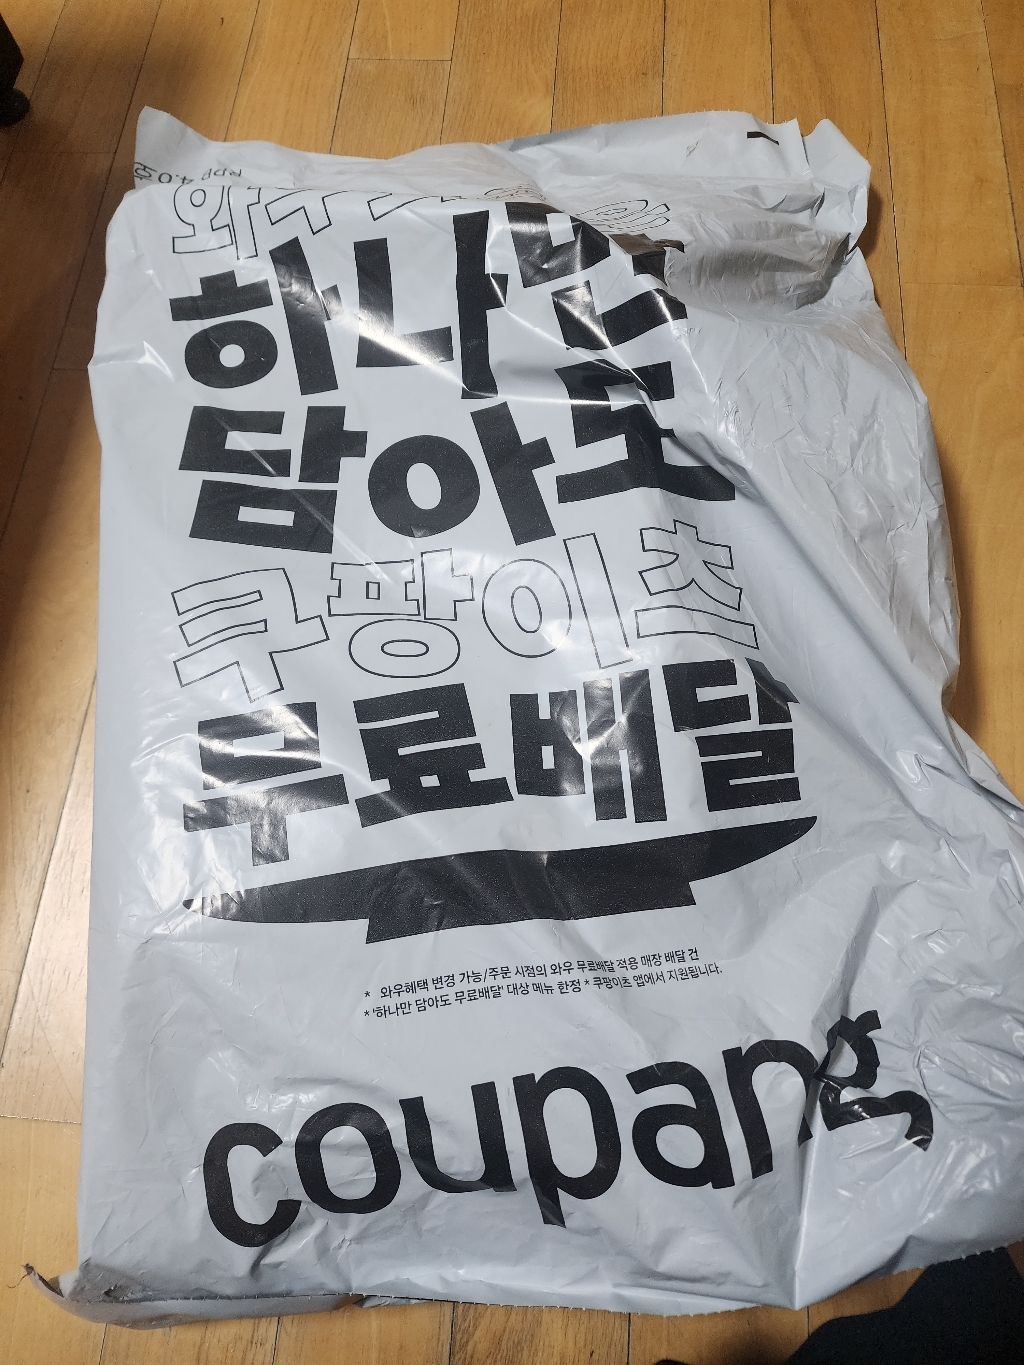 하나만
담아도
쿠팡이츠
무료배달
* 와우혜택 변경 가능/주문 시점의 와우 무료배달 적용 매장 배달 건
* '하나만 담아도 무료배달' 대상 메뉴 한정 * 쿠팡이츠 앱에서 지원됩니다.
coupang